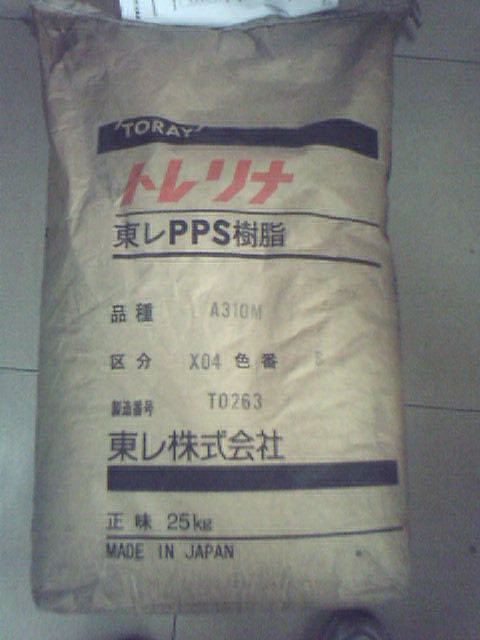 TORAY
トレリナ
東レPPS樹脂
品種 A310M
区分 X04 色番
製造番号 T0263
東レ株式会社
正味 25kg
MADE IN JAPAN